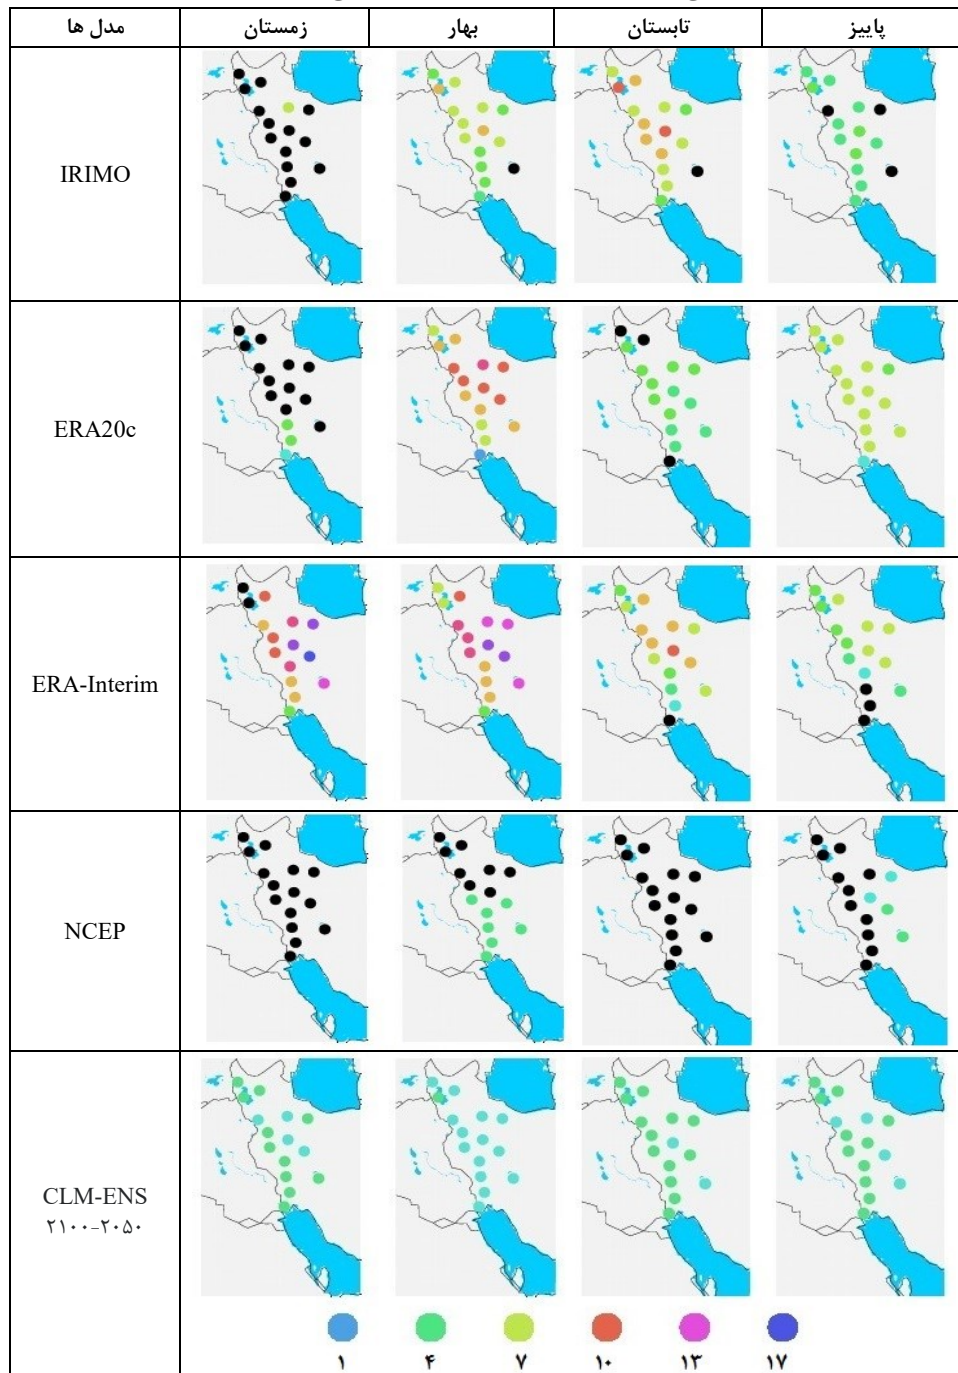 مدل ها زمستان بهار تابستان پاییز
IRIMO
ERA20c
ERA-Interim
NCEP
CLM-ENS
۲۱۰۰-۲۰۵۰
۱ ۴ ۷ ۱۰ ۱۳ ۱۷